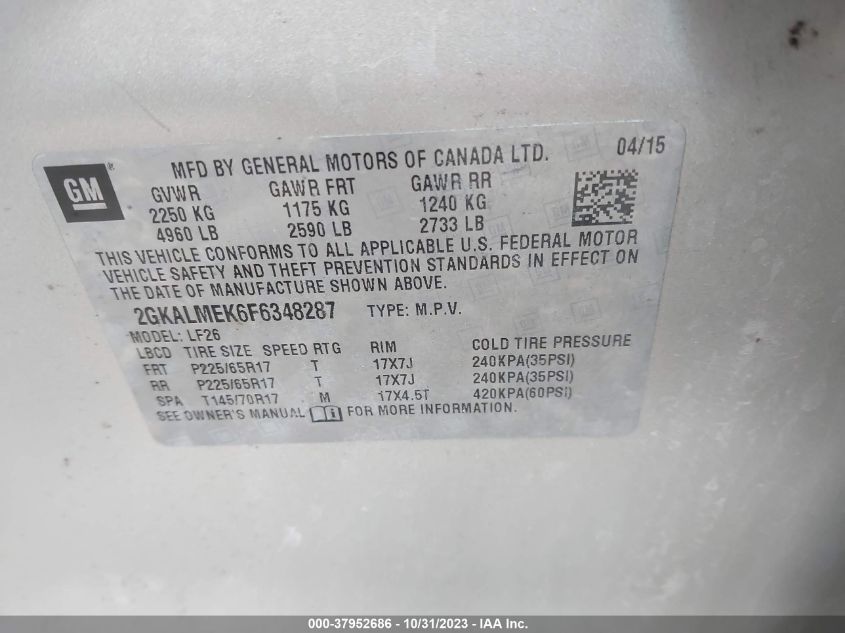 GM ® MFD BY GENERAL MOTORS OF CANADA LTD. 04/15
GVWR GAWR FRT GAWR RR
2250 KG 1175 KG 1240 KG
4960 LB 2590 LB 2733 LB
THIS VEHICLE CONFORMS TO ALL APPLICABLE U.S. FEDERAL MOTOR
VEHICLE SAFETY AND THEFT PREVENTION STANDARDS IN EFFECT ON
THE DATE OF MANUFACTURE SHOWN ABOVE.
2GKALMEK6F6348287 TYPE: M.P.V.
MODEL: LF26
LBCD TIRE SIZE SPEED RTG RIM COLD TIRE PRESSURE
FRT P225/65R17 T 17X7J 240KPA(35PSI)
RR P225/65R17 T 17X7J 240KPA(35PSI)
SPA T145/70R17 M 17X4.5T 420KPA(60PSI)
SEE OWNER'S MANUAL FOR MORE INFORMATION.
000-37952686 - 10/31/2023 - IAA Inc.